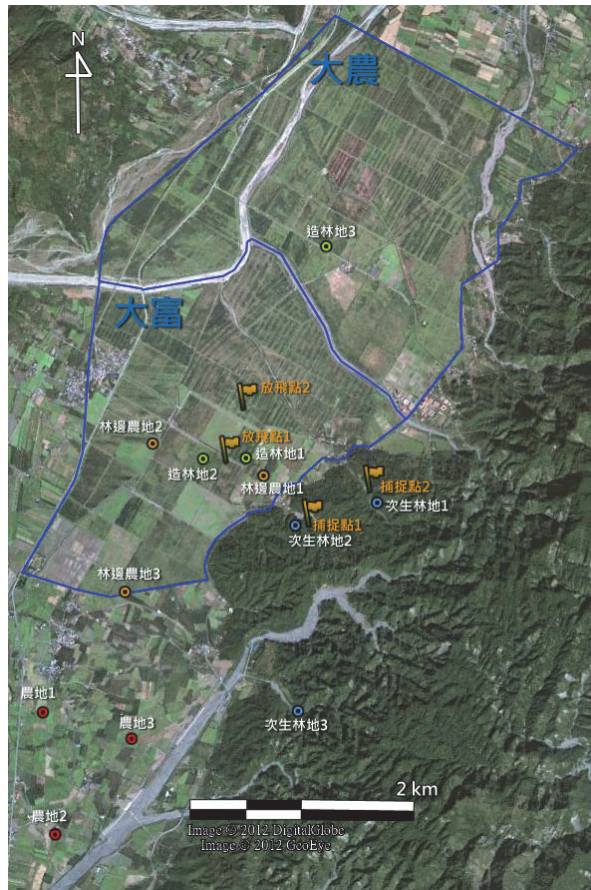 N
大農
造林地3
大富
放飛點2
林邊農地2
放飛點1
造林地1
造林地2
林邊農地1
捕捉點2
次生林地1
捕捉點1
次生林地2
林邊農地3
農地1
農地3
次生林地3
農地2
2 km
Image © 2012 DigitalGlobe
Image © 2012 GeoEye